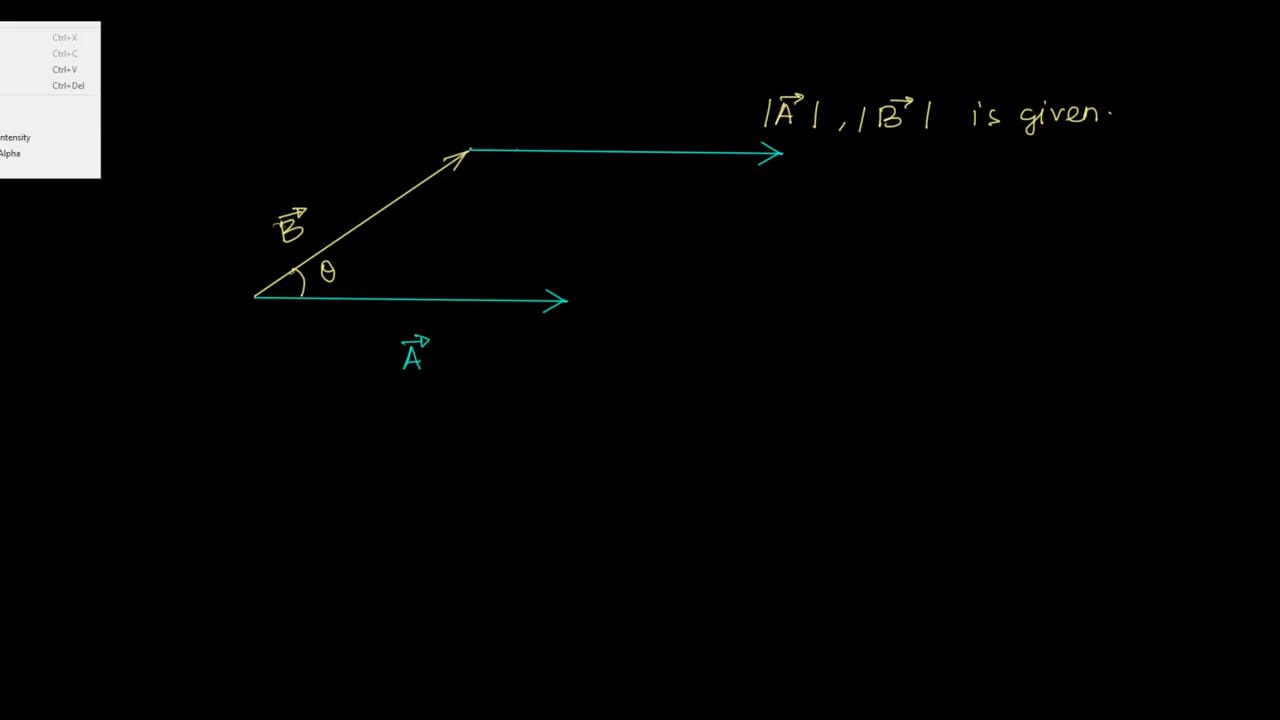 Ctrl+X
Ctrl+C
Ctrl+V
Ctrl+Del
ntensity
Alpha
|A⃗| , |B⃗| is given.
B⃗
θ
A⃗